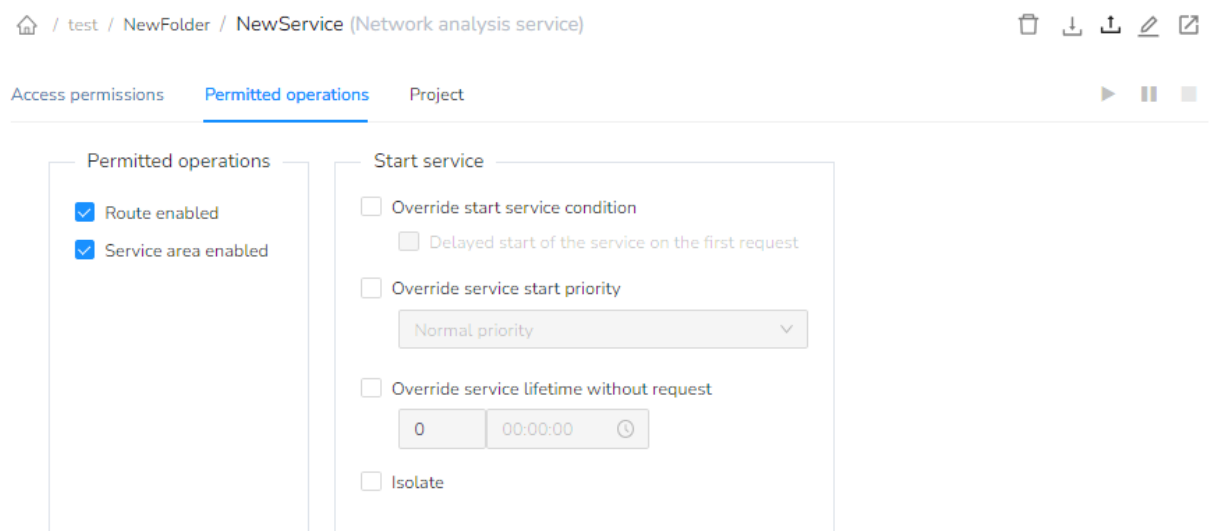 / test / NewFolder / NewService (Network analysis service)
Access permissions Permitted operations Project
Permitted operations
Route enabled
Service area enabled
Start service
Override start service condition
Delayed start of the service on the first request
Override service start priority
Normal priority
Override service lifetime without request
0 00:00:00
Isolate